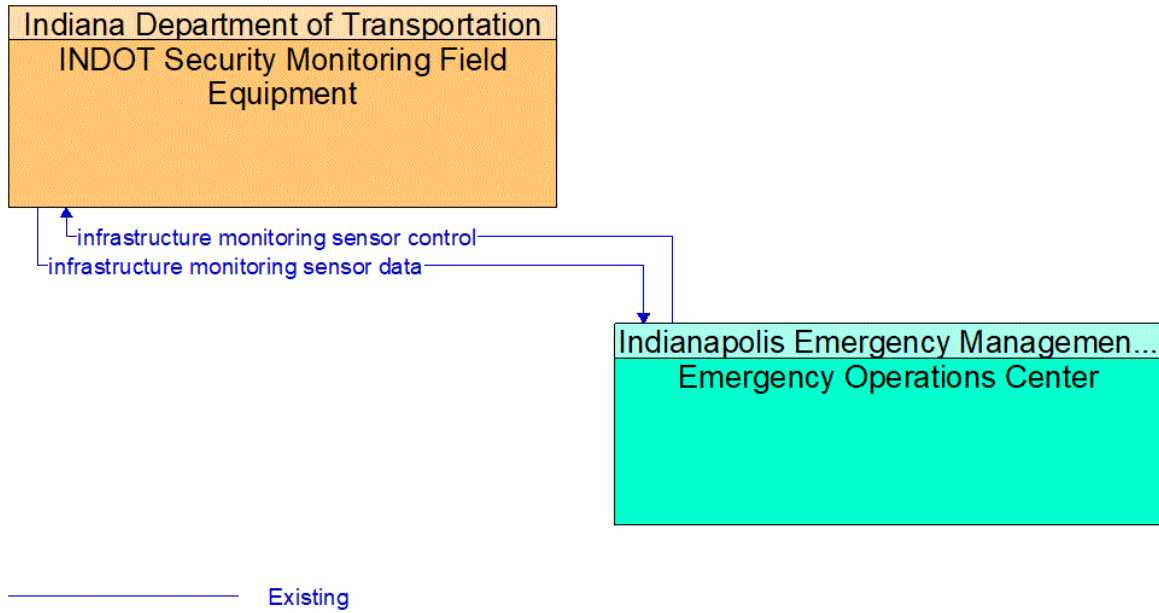 Indiana Department of Transportation
INDOT Security Monitoring Field
Equipment
infrastructure monitoring sensor control
infrastructure monitoring sensor data
Indianapolis Emergency Managemen...
Emergency Operations Center
Existing